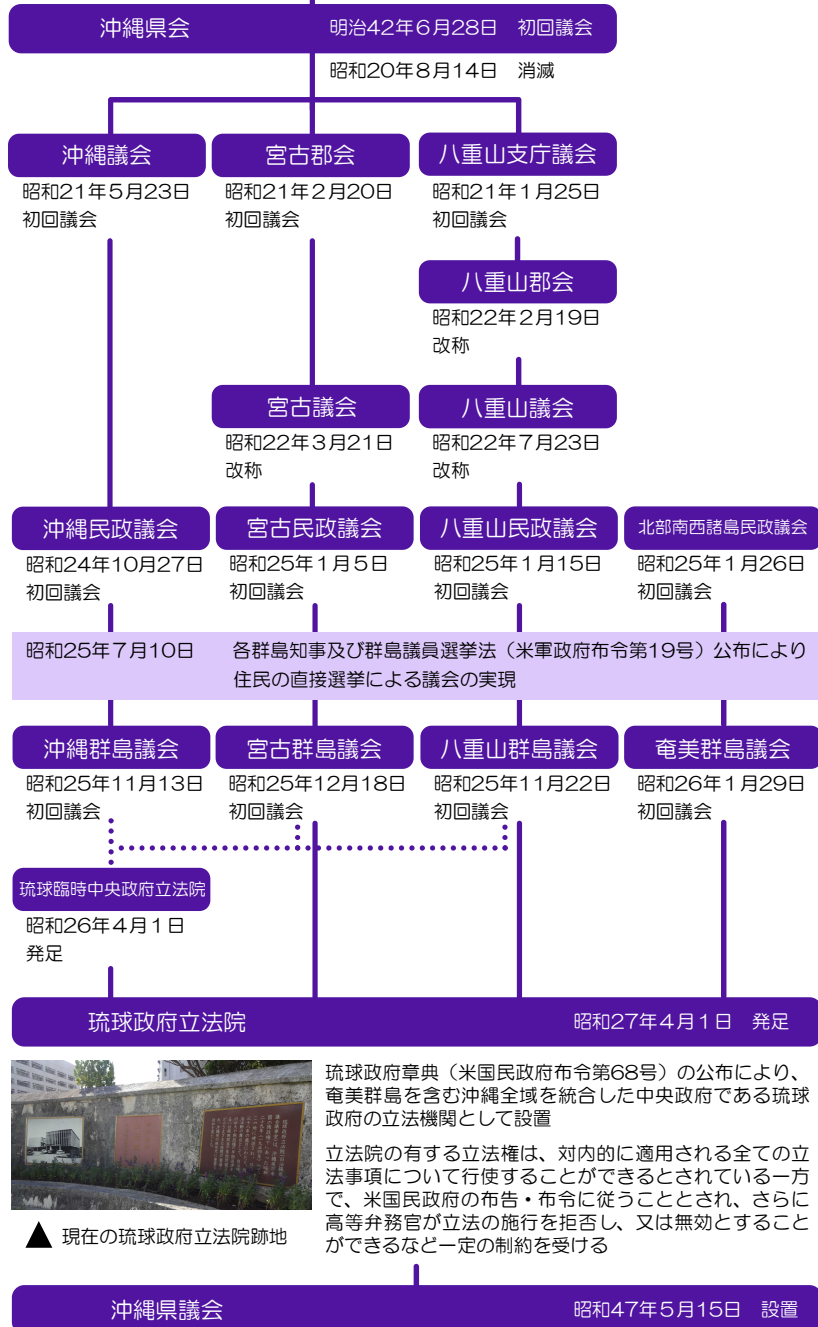 沖縄県会　明治42年6月28日　初回議会
昭和20年8月14日　消滅
沖縄議会　宮古郡会　八重山支庁議会
昭和21年5月23日　昭和21年2月20日　昭和21年1月25日
初回議会　初回議会　初回議会
八重山郡会
昭和22年2月19日
改称
宮古議会　八重山議会
昭和22年3月21日　昭和22年7月23日
改称　改称
沖縄民政議会　宮古民政議会　八重山民政議会　北部南西諸島民政議会
昭和24年10月27日　昭和25年1月5日　昭和25年1月15日　昭和25年1月26日
初回議会　初回議会　初回議会　初回議会
昭和25年7月10日　各群島知事及び群島議員選挙法（米軍政府布令第19号）公布により
住民の直接選挙による議会の実現
沖縄群島議会　宮古群島議会　八重山群島議会　奄美群島議会
昭和25年11月13日　昭和25年12月18日　昭和25年11月22日　昭和26年1月29日
初回議会　初回議会　初回議会　初回議会
琉球臨時中央政府立法院
昭和26年4月1日
発足
琉球政府立法院　昭和27年4月1日　発足
琉球政府章典（米国民政府布令第68号）の公布により、
奄美群島を含む沖縄全域を統合した中央政府である琉球
政府の立法機関として設置
立法院の有する立法権は、対内的に適用される全ての立
法事項について行使することができるとされている一方
で、米国民政府の布告・布令に従うこととされ、さらに
高等弁務官が立法の施行を拒否し、又は無効とすること
ができるなど一定の制約を受ける
▲ 現在の琉球政府立法院跡地
沖縄県議会　昭和47年5月15日　設置